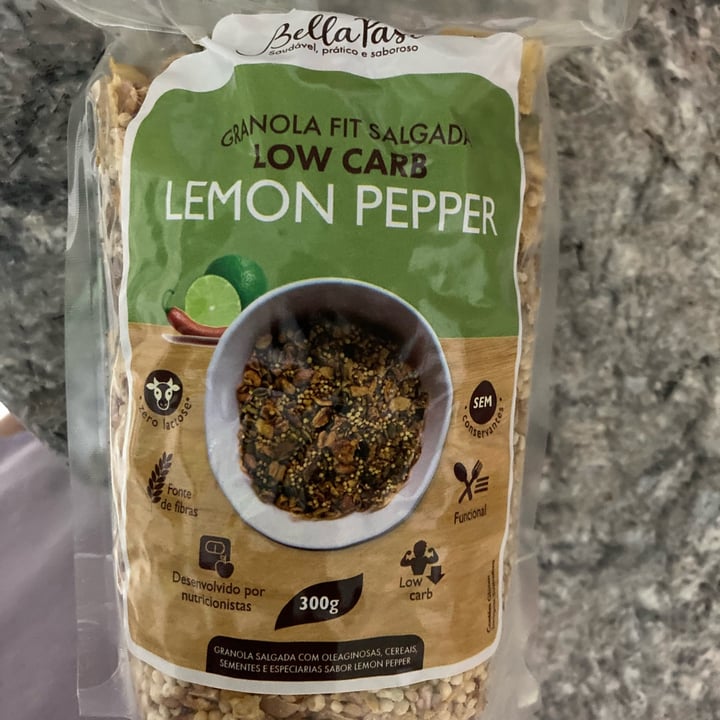 Bella
Saudável, prático e saboroso
GRANOLA FIT SALGADA
LOW CARB
LEMON PEPPER
zero lactose*
SEM
conservantes
Fonte
de fibras
Funcional
Desenvolvido por
nutricionistas
Low
carb
300g
GRANOLA SALGADA COM OLEAGINOSAS, CEREAIS,
SEMENTES E ESPECIARIAS SABOR LEMON PEPPER